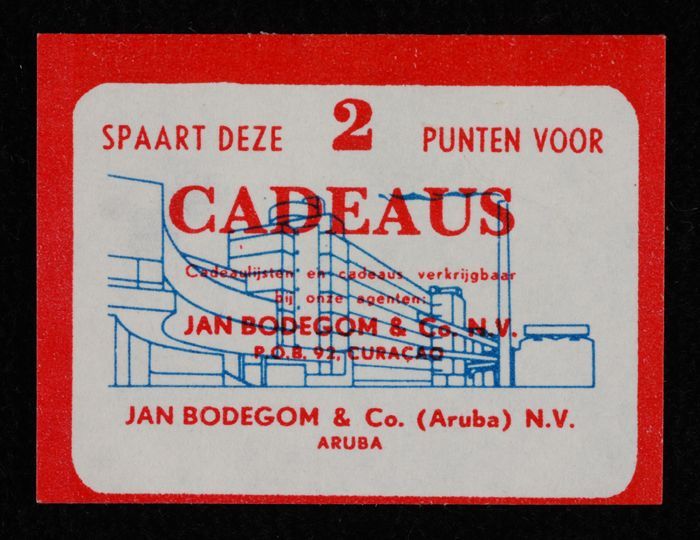 SPAART DEZE 2 PUNTEN VOOR
CADEAUS
Cadeaulijsten en cadeaus verkrijgbaar
bij onze agenten:
JAN BODEGOM & Co. N.V.
P.O.B. 92, CURAÇAO
JAN BODEGOM & Co. (Aruba) N.V.
ARUBA